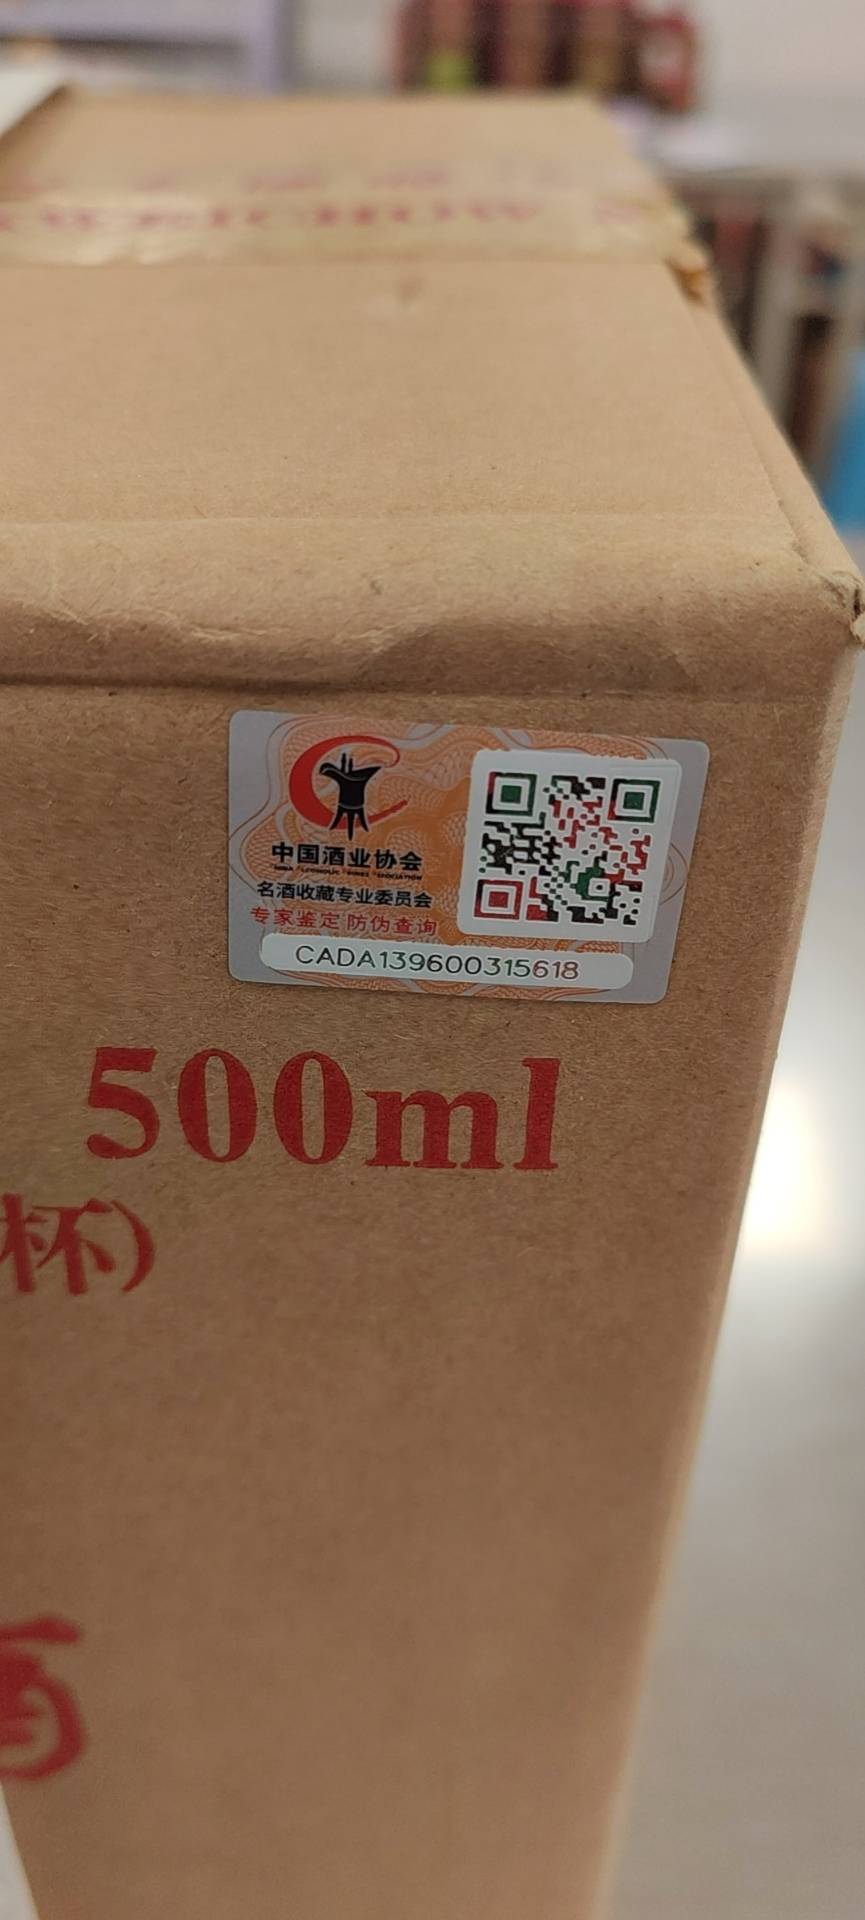 中国酒业协会
名酒收藏专业委员会
专家鉴定 防伪查询
CADA139600315618
500ml
杯)
酒